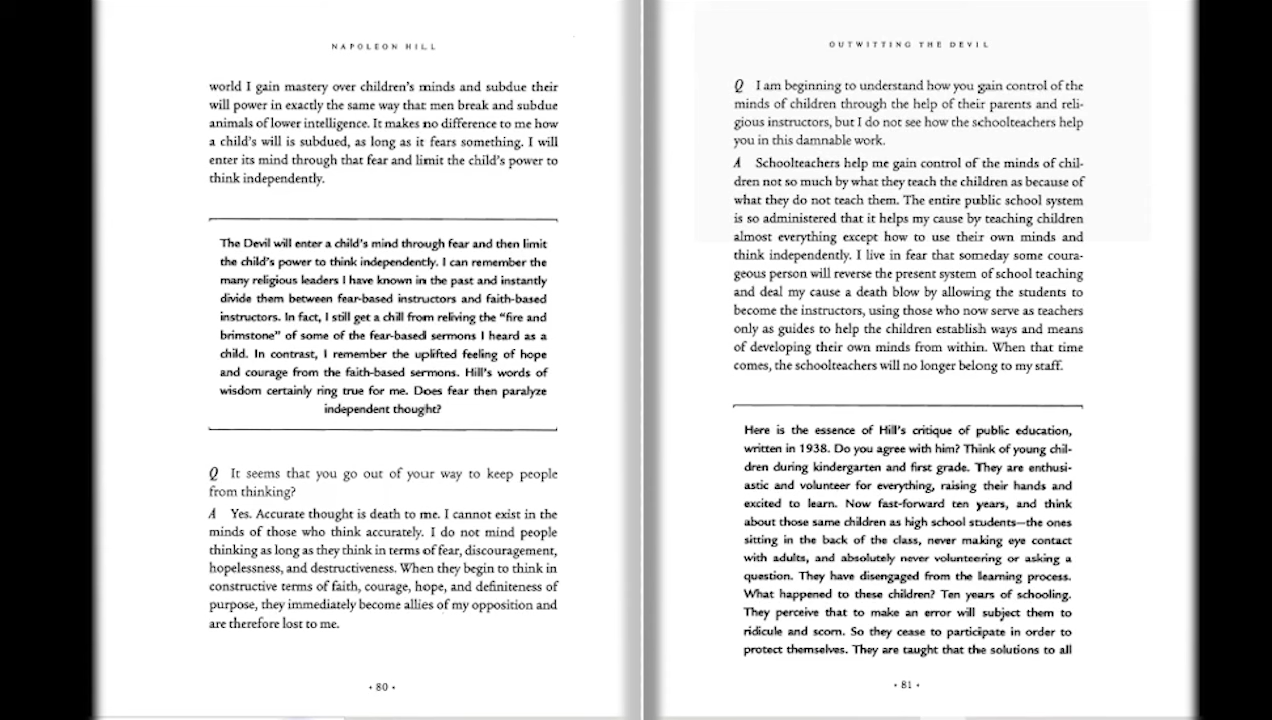 NAPOLEON HILL
world I gain mastery over children's minds and subdue their
will power in exactly the same way that men break and subdue
animals of lower intelligence. It makes no difference to me how
a child's will is subdued, as long as it fears something. I will
enter its mind through that fear and limit the child's power to
think independently.
The Devil will enter a child's mind through fear and then limit
the child's power to think independently. I can remember the
many religious leaders I have known in the past and instantly
divide them between fear-based instructors and faith-based
instructors. In fact, I still get a chill from reliving the "fire and
brimstone" of some of the fear-based sermons I heard as a
child. In contrast, I remember the uplifted feeling of hope
and courage from the faith-based sermons. Hill's words of
wisdom certainly ring true for me. Does fear then paralyze
independent thought?
Q It seems that you go out of your way to keep people
from thinking?
A Yes. Accurate thought is death to me. I cannot exist in the
minds of those who think accurately. I do not mind people
thinking as long as they think in terms of fear, discouragement,
hopelessness, and destructiveness. When they begin to think in
constructive terms of faith, courage, hope, and definiteness of
purpose, they immediately become allies of my opposition and
are therefore lost to me.
• 80 •
OUTWITTING THE DEVIL
Q I am beginning to understand how you gain control of the
minds of children through the help of their parents and reli-
gious instructors, but I do not see how the schoolteachers help
you in this damnable work.
A Schoolteachers help me gain control of the minds of chil-
dren not so much by what they teach the children as because of
what they do not teach them. The entire public school system
is so administered that it helps my cause by teaching children
almost everything except how to use their own minds and
think independently. I live in fear that someday some coura-
geous person will reverse the present system of school teaching
and deal my cause a death blow by allowing the students to
become the instructors, using those who now serve as teachers
only as guides to help the children establish ways and means
of developing their own minds from within. When that time
comes, the schoolteachers will no longer belong to my staff.
Here is the essence of Hill's critique of public education,
written in 1938. Do you agree with him? Think of young chil-
dren during kindergarten and first grade. They are enthusi-
astic and volunteer for everything, raising their hands and
excited to learn. Now fast-forward ten years, and think
about those same children as high school students—the ones
sitting in the back of the class, never making eye contact
with adults, and absolutely never volunteering or asking a
question. They have disengaged from the learning process.
What happened to these children? Ten years of schooling.
They perceive that to make an error will subject them to
ridicule and scorn. So they cease to participate in order to
protect themselves. They are taught that the solutions to all
• 81 •